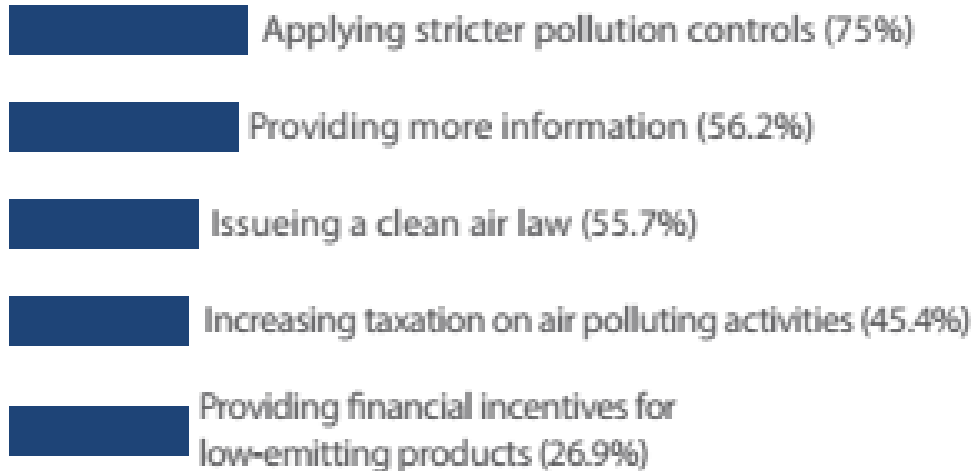 Applying stricter pollution controls (75%)
Providing more information (56.2%)
Issueing a clean air law (55.7%)
Increasing taxation on air polluting activities (45.4%)
Providing financial incentives for
low-emitting products (26.9%)